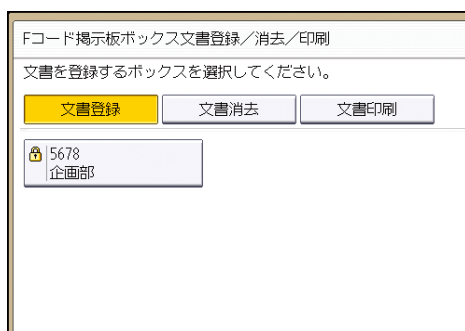 Fコード掲示板ボックス文書登録／消去／印刷
文書を登録するボックスを選択してください。
文書登録 文書消去 文書印刷
5678
企画部